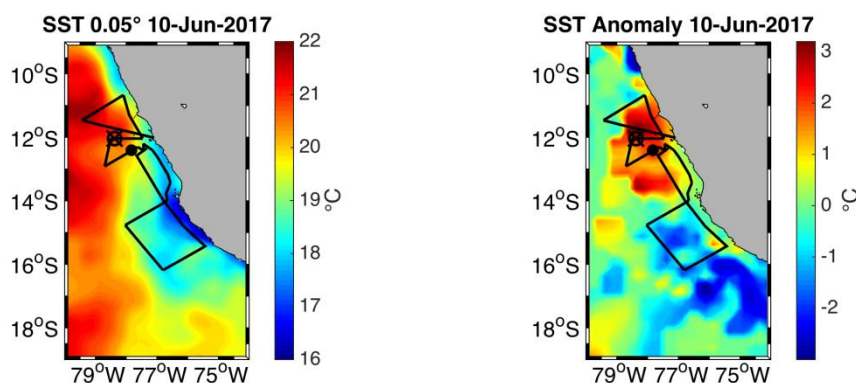 SST 0.05° 10-Jun-2017
10°S
12°S
14°S
16°S
18°S
79°W 77°W 75°W
22
21
20
19
18
17
16
°C
SST Anomaly 10-Jun-2017
10°S
12°S
14°S
16°S
18°S
79°W 77°W 75°W
3
2
1
0
-1
-2
°C